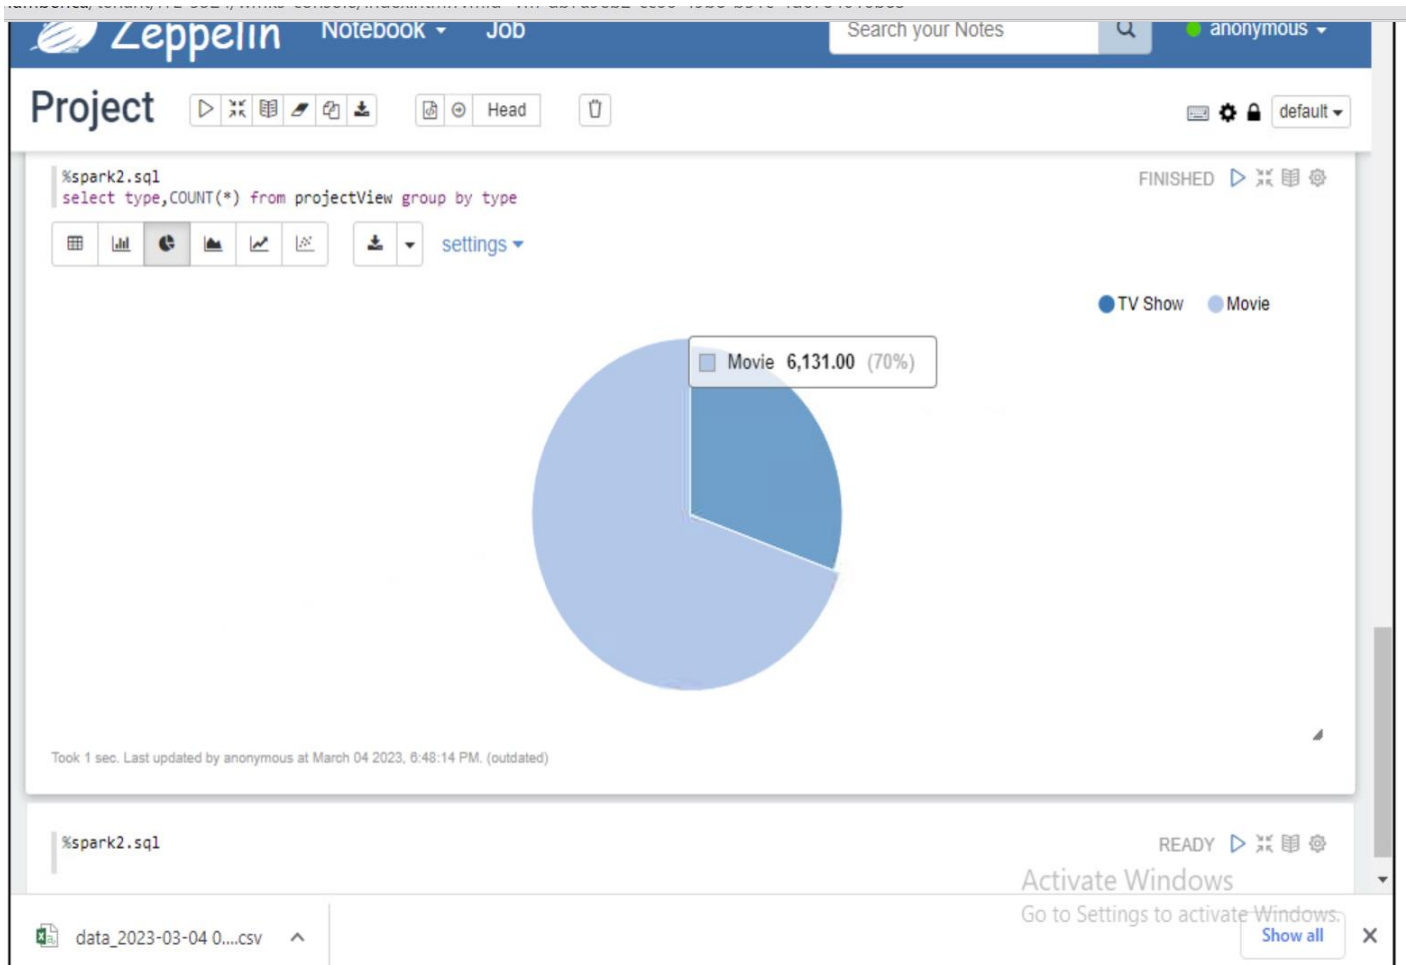 Zeppelin Notebook Job Search your Notes anonymous
Project Head default
%spark2.sql FINISHED
select type,COUNT(*) from projectView group by type
settings
TV Show Movie
Movie 6,131.00 (70%)
Took 1 sec. Last updated by anonymous at March 04 2023, 6:48:14 PM. (outdated)
%spark2.sql READY
Activate Windows
Go to Settings to activate Windows.
data_2023-03-04 0....csv Show all